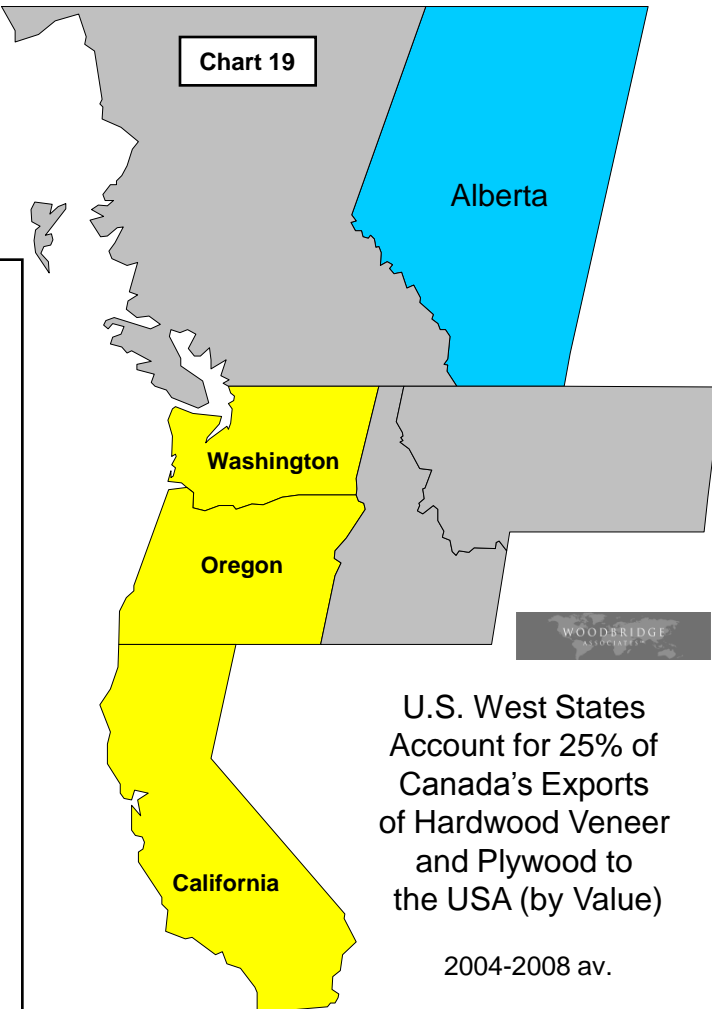 Chart 19
Alberta
Washington
Oregon
WOODBRIDGE
ASSOCIATES
U.S. West States
Account for 25% of
Canada’s Exports
of Hardwood Veneer
and Plywood to
the USA (by Value)
California
2004-2008 av.